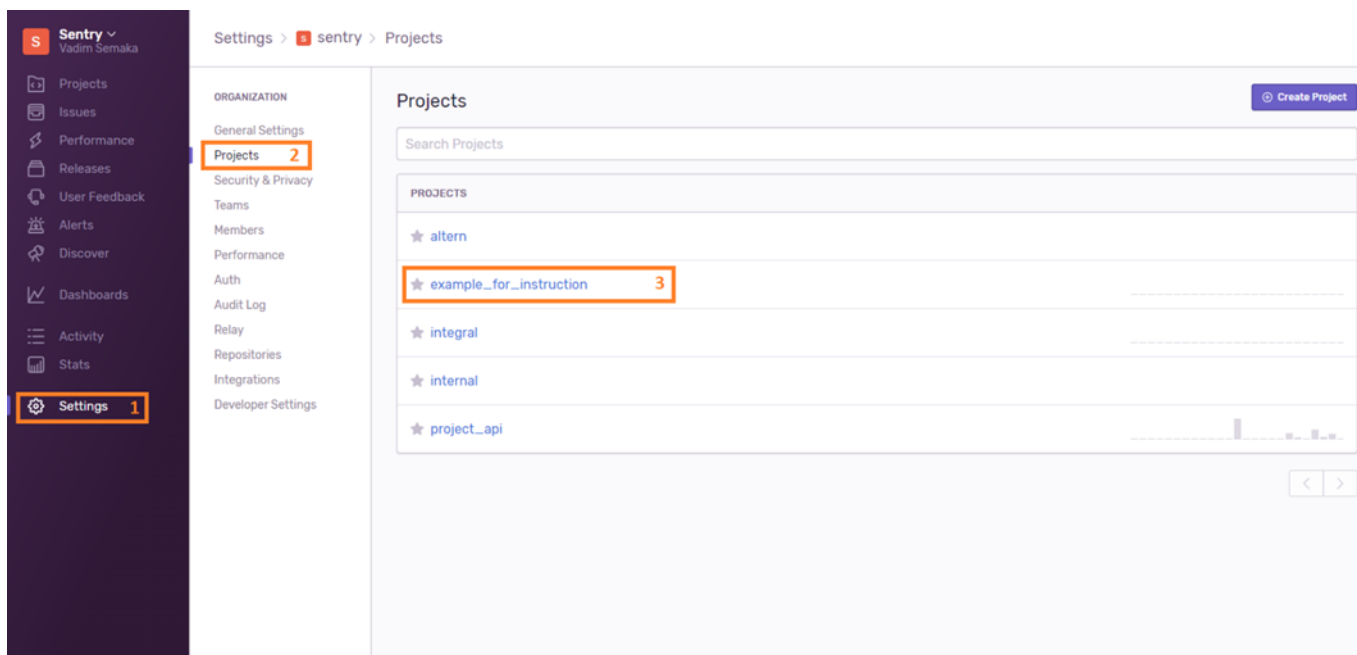 S
Sentry
Vadim Semaka
Projects
Issues
Performance
Releases
User Feedback
Alerts
Discover
Dashboards
Activity
Stats
Settings 1
Settings > S sentry > Projects
ORGANIZATION
General Settings
Projects 2
Security & Privacy
Teams
Members
Performance
Auth
Audit Log
Relay
Repositories
Integrations
Developer Settings
Projects
Create Project
Search Projects
PROJECTS
altern
example_for_instruction 3
integral
internal
project_api